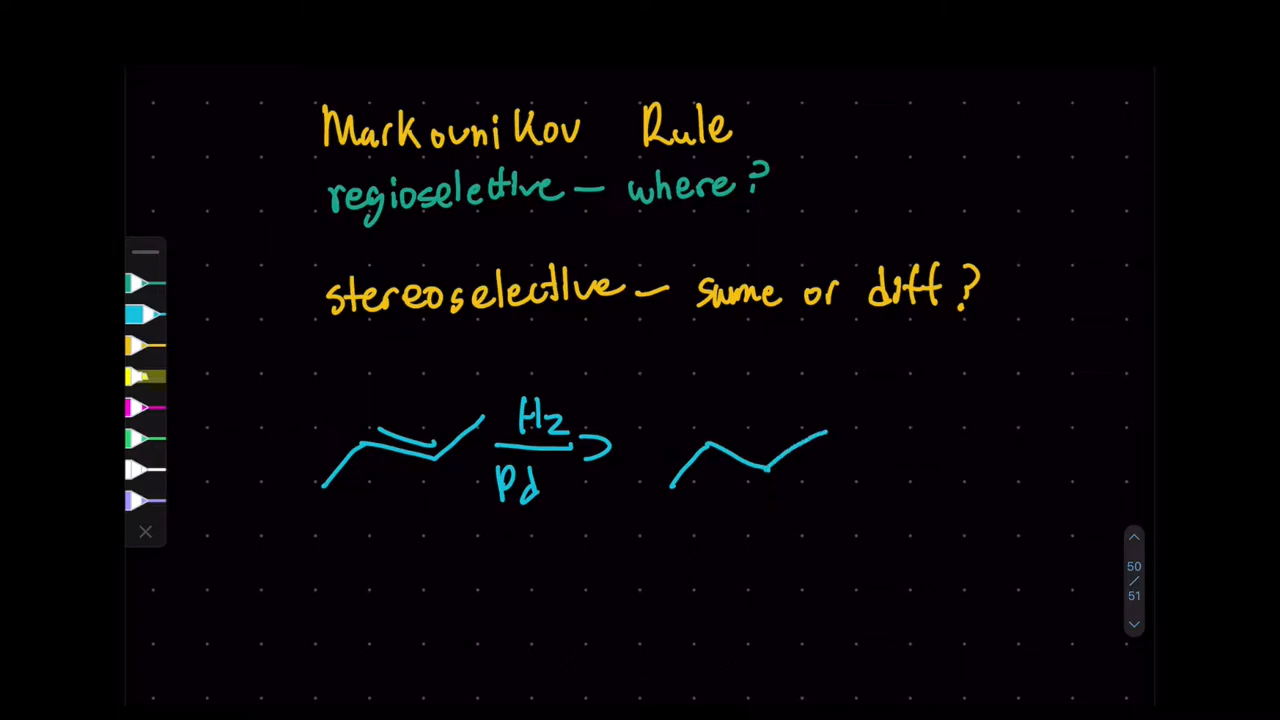 Markovnikov Rule
regioselective — where?
stereoselective — same or diff?
H2
Pd
50
/
51